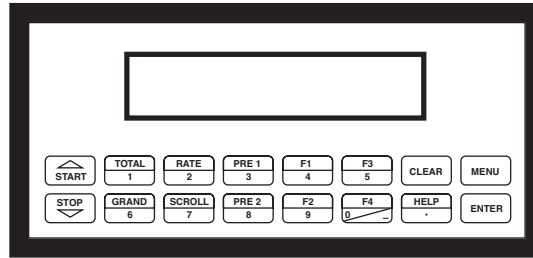 START TOTAL 1 RATE 2 PRE 1 3 F1 4 F3 5 CLEAR MENU
STOP GRAND 6 SCROLL 7 PRE 2 8 F2 9 F4 0 – HELP . ENTER